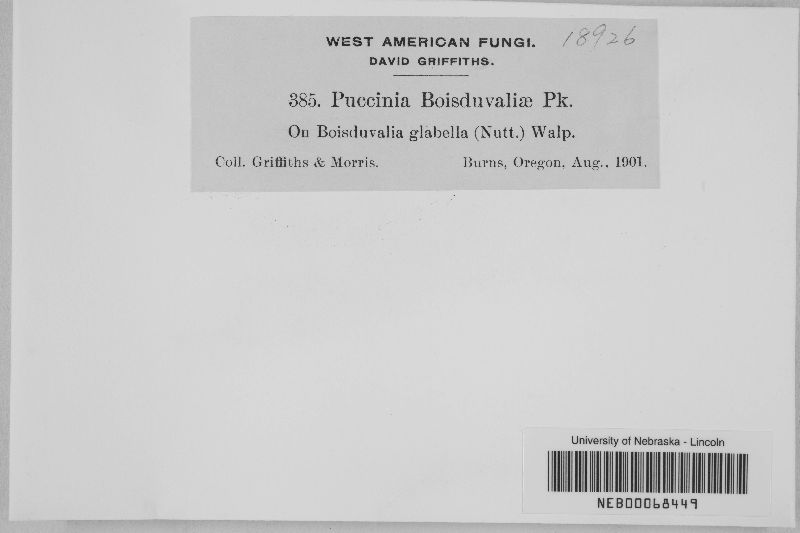 WEST AMERICAN FUNGI. 18926
DAVID GRIFFITHS.
385. Puccinia Boisduvaliæ Pk.
On Boisduvalia glabella (Nutt.) Walp.
Coll. Griffiths & Morris. Burns, Oregon, Aug., 1901.
University of Nebraska - Lincoln
NEB00068449